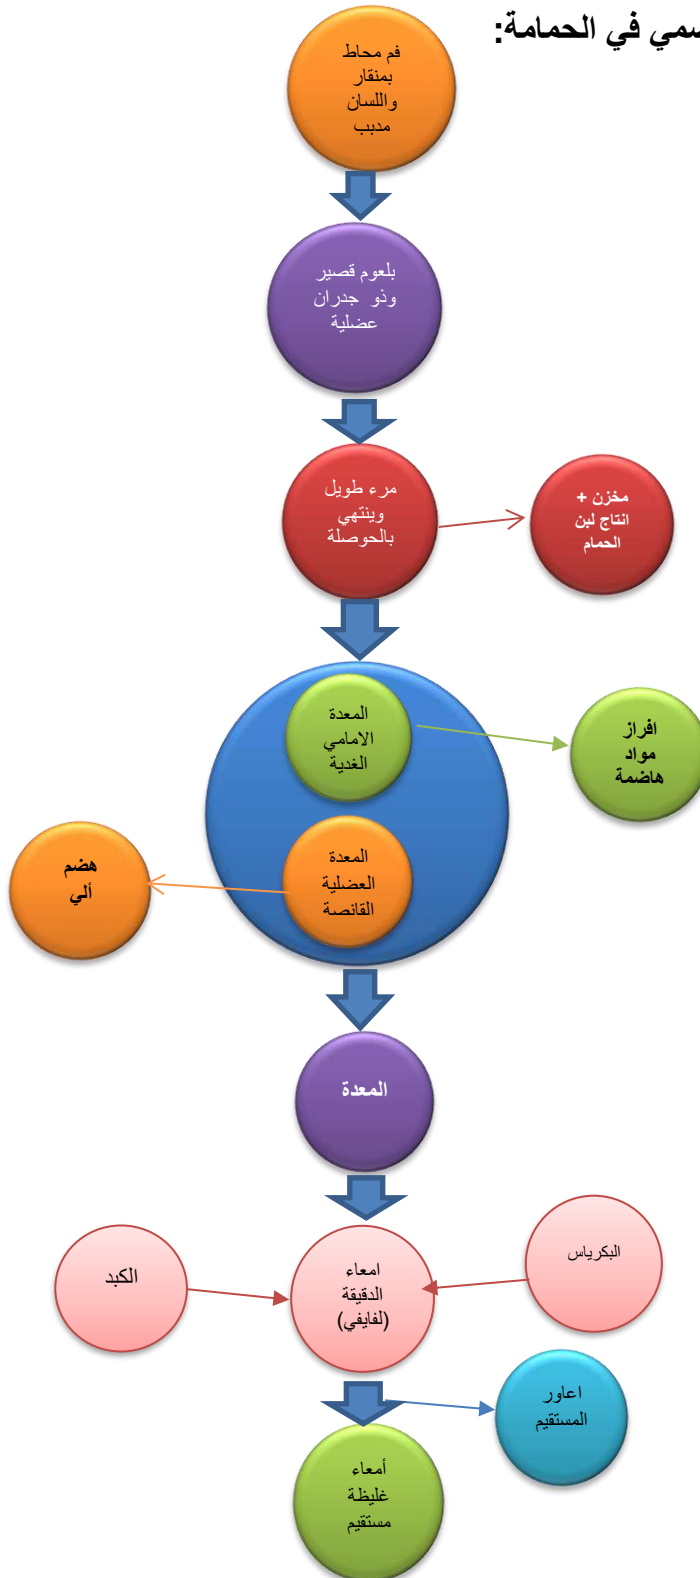 سمي في الحمامة:
فم محاط
بمنقار
واللسان
مدبب
بلعوم قصير
وذو جدران
عضلية
مرء طويل
وينتهي
بالحوصلة
مخزن +
انتاج لبن
الحمام
المعدة
الامامي
الغدية
افراز
مواد
هاضمة
المعدة
العضلية
القانصة
هضم
ألي
المعدة
الكبد
امعاء
الدقيقة
(لفايفي)
البكرياس
اعاور
المستقيم
أمعاء
غليظة
مستقيم